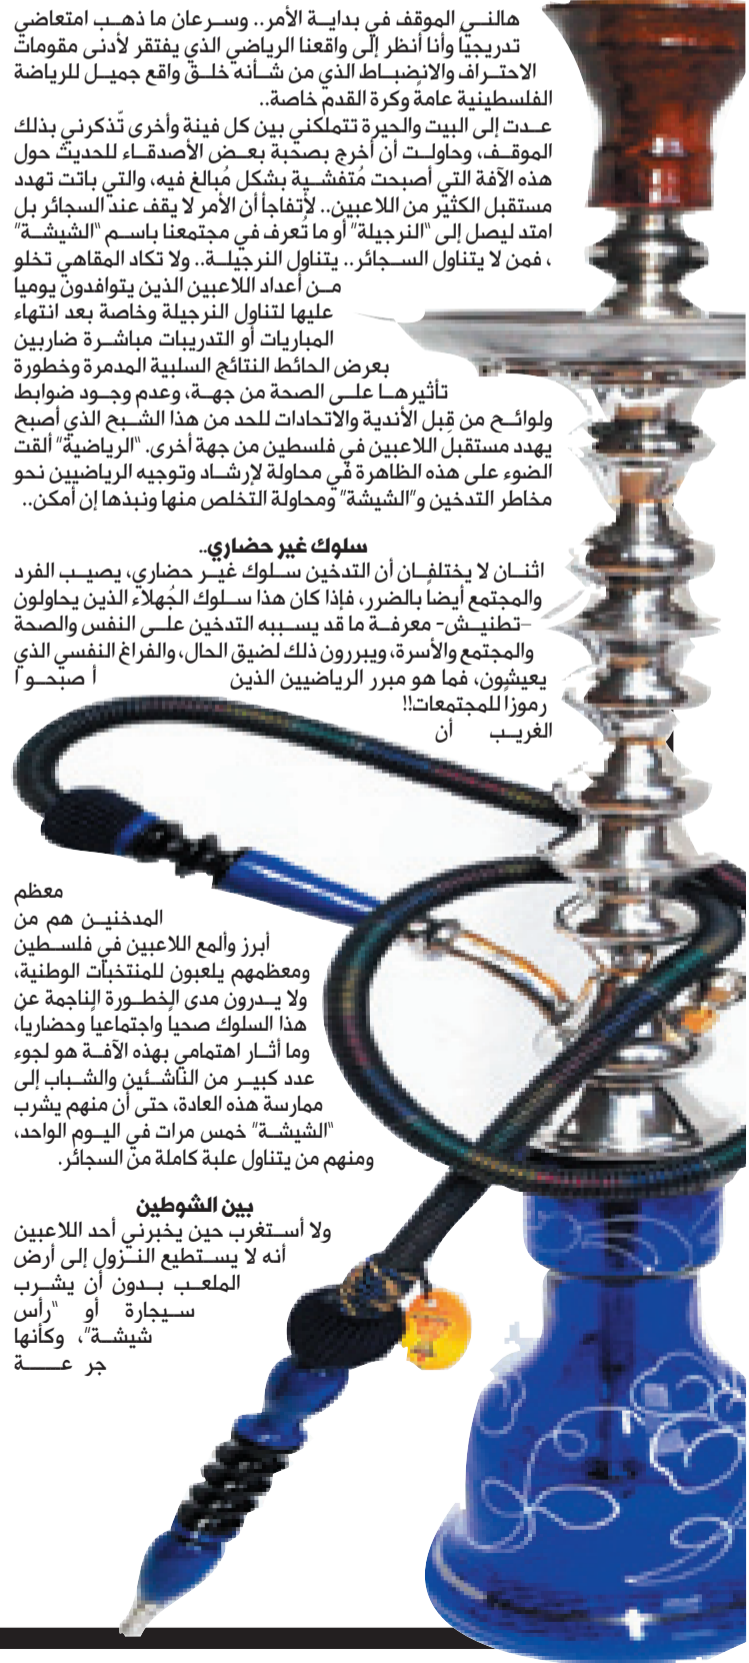 هالني الموقف في بداية الأمر.. وسرعان ما ذهب امتعاضي
تدريجياً وأنا أنظر إلى واقعنا الرياضي الذي يفتقر لأدنى مقومات
الاحتراف والانضباط الذي من شأنه خلق واقع جميل للرياضة
الفلسطينية عامةً وكرة القدم خاصة..
عدت إلى البيت والحيرة تتملكني بين كل فينة وأخرى تّذكرني بذلك
الموقف، وحاولت أن أخرج بصحبة بعض الأصدقاء للحديث حول
هذه الآفة التي أصبحت مُتفشية بشكل مُبالغ فيه، والتي باتت تهدد
مستقبل الكثير من اللاعبين.. لأتفاجأ أن الأمر لا يقف عند السجائر بل
امتد ليصل إلى "النرجيلة" أو ما تُعرف في مجتمعنا باسم "الشيشة"
، فمن لا يتناول السجائر.. يتناول النرجيلة.. ولا تكاد المقاهي تخلو
من أعداد اللاعبين الذين يتوافدون يومياً
عليها لتناول النرجيلة وخاصة بعد انتهاء
المباريات أو التدريبات مباشرة ضاربين
بعرض الحائط النتائج السلبية المدمرة وخطورة
تأثيرها على الصحة من جهة، وعدم وجود ضوابط
ولوائح من قِبل الأندية والاتحادات للحد من هذا الشبح الذي أصبح
يهدد مستقبل اللاعبين في فلسطين من جهة أخرى. "الرياضية" ألقت
الضوء على هذه الظاهرة في محاولة لإرشاد وتوجيه الرياضيين نحو
مخاطر التدخين و"الشيشة" ومحاولة التخلص منها ونبذها إن أمكن..
سلوك غير حضاري..
اثنان لا يختلفان أن التدخين سلوك غير حضاري، يصيب الفرد
والمجتمع أيضاً بالضرر، فإذا كان هذا سلوك الجُهلاء الذين يحاولون
–تطنيش- معرفة ما قد يسببه التدخين على النفس والصحة
والمجتمع والأسرة، ويبررون ذلك لضيق الحال، والفراغ النفسي الذي
يعيشون، فما هو مبرر الرياضيين الذين أصبحوا
رموزاً للمجتمعات!!
الغريب أن
معظم
المدخنين هم من
أبرز وألمع اللاعبين في فلسطين
ومعظمهم يلعبون للمنتخبات الوطنية،
ولا يدرون مدى الخطورة الناجمة عن
هذا السلوك صحياً واجتماعياً وحضارياً،
وما أثار اهتمامي بهذه الآفة هو لجوء
عدد كبير من الناشئين والشباب إلى
ممارسة هذه العادة، حتى أن منهم يشرب
"الشيشة" خمس مرات في اليوم الواحد،
ومنهم من يتناول علبة كاملة من السجائر.
بين الشوطين
ولا أستغرب حين يخبرني أحد اللاعبين
أنه لا يستطيع النزول إلى أرض
الملعب بدون أن يشرب
سيجارة أو "رأس
شيشة"، وكأنها
جرعة